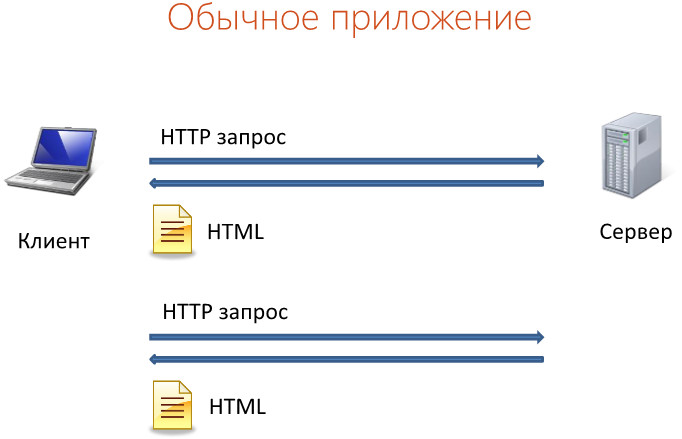 Обычное приложение
HTTP запрос
Клиент
HTML
Сервер
HTTP запрос
HTML